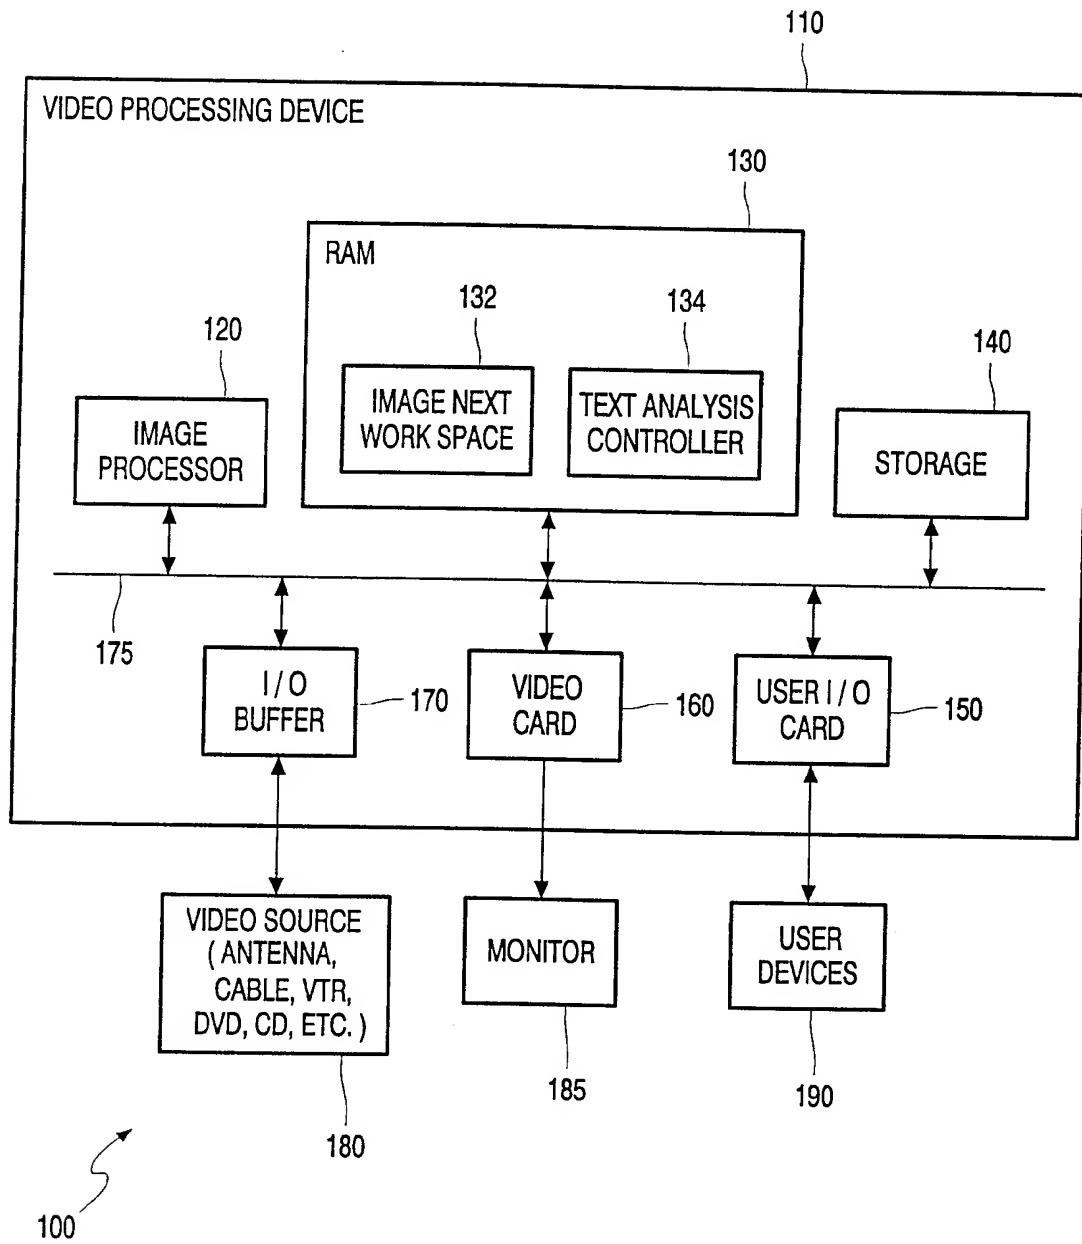 110
VIDEO PROCESSING DEVICE
130
RAM
132
134
120
140
IMAGE NEXT
WORK SPACE
TEXT ANALYSIS
CONTROLLER
IMAGE
PROCESSOR
STORAGE
175
I / O
BUFFER
170
VIDEO
CARD
160
USER I / O
CARD
150
VIDEO SOURCE
( ANTENNA,
CABLE, VTR,
DVD, CD, ETC. )
MONITOR
USER
DEVICES
185
190
180
100